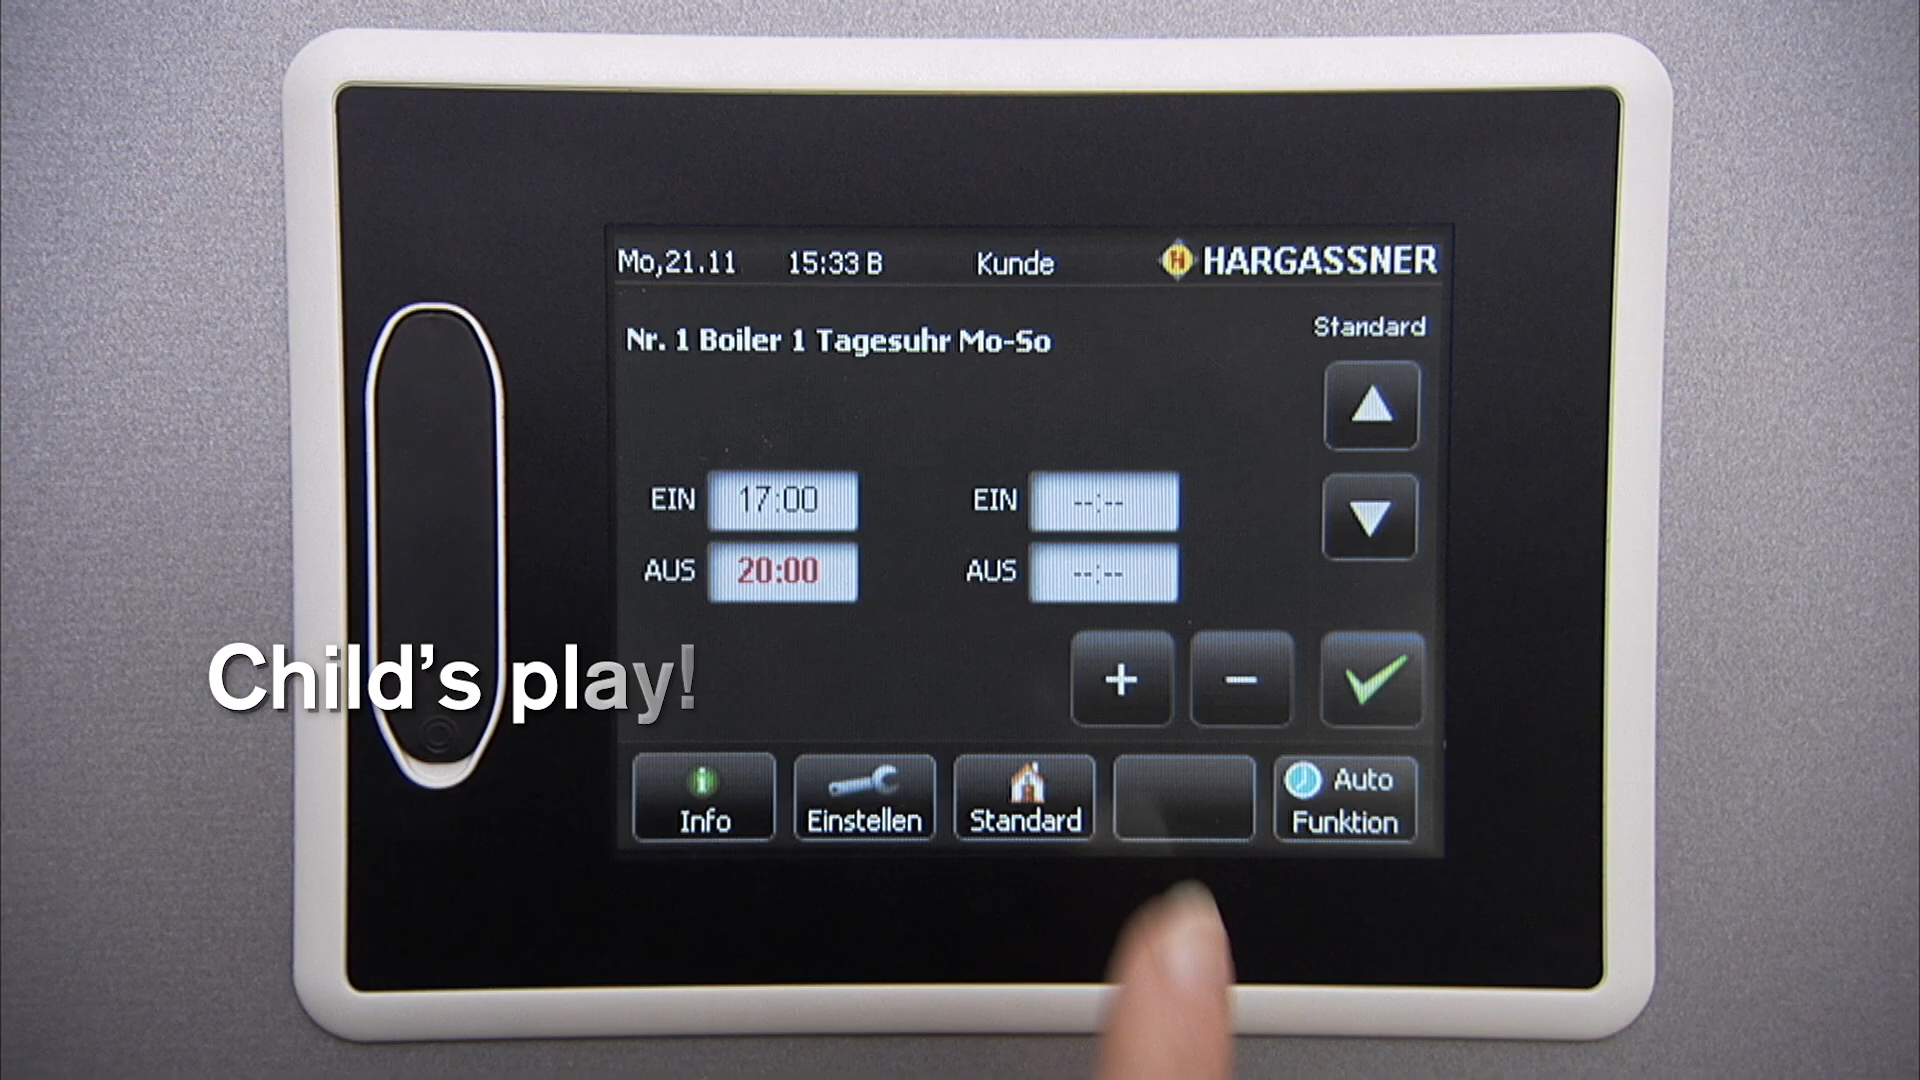 Mo,21.11 15:33 B Kunde HARGASSNER
Nr. 1 Boiler 1 Tagesuhr Mo-So
Standard
EIN 17:00 EIN --:--
AUS 20:00 AUS --:--
Child's play!
+ −
Info Einstellen Standard Auto Funktion